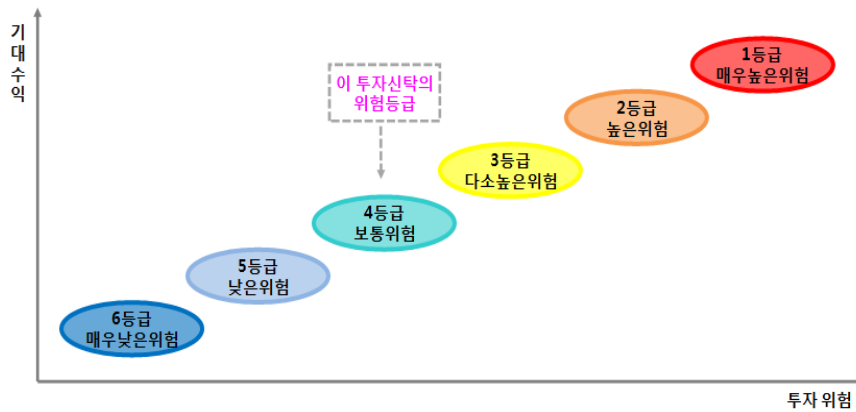 기
대
수
익
1등급
매우높은위험
이 투자신탁의
위험등급
2등급
높은위험
3등급
다소높은위험
4등급
보통위험
5등급
낮은위험
6등급
매우낮은위험
투자 위험